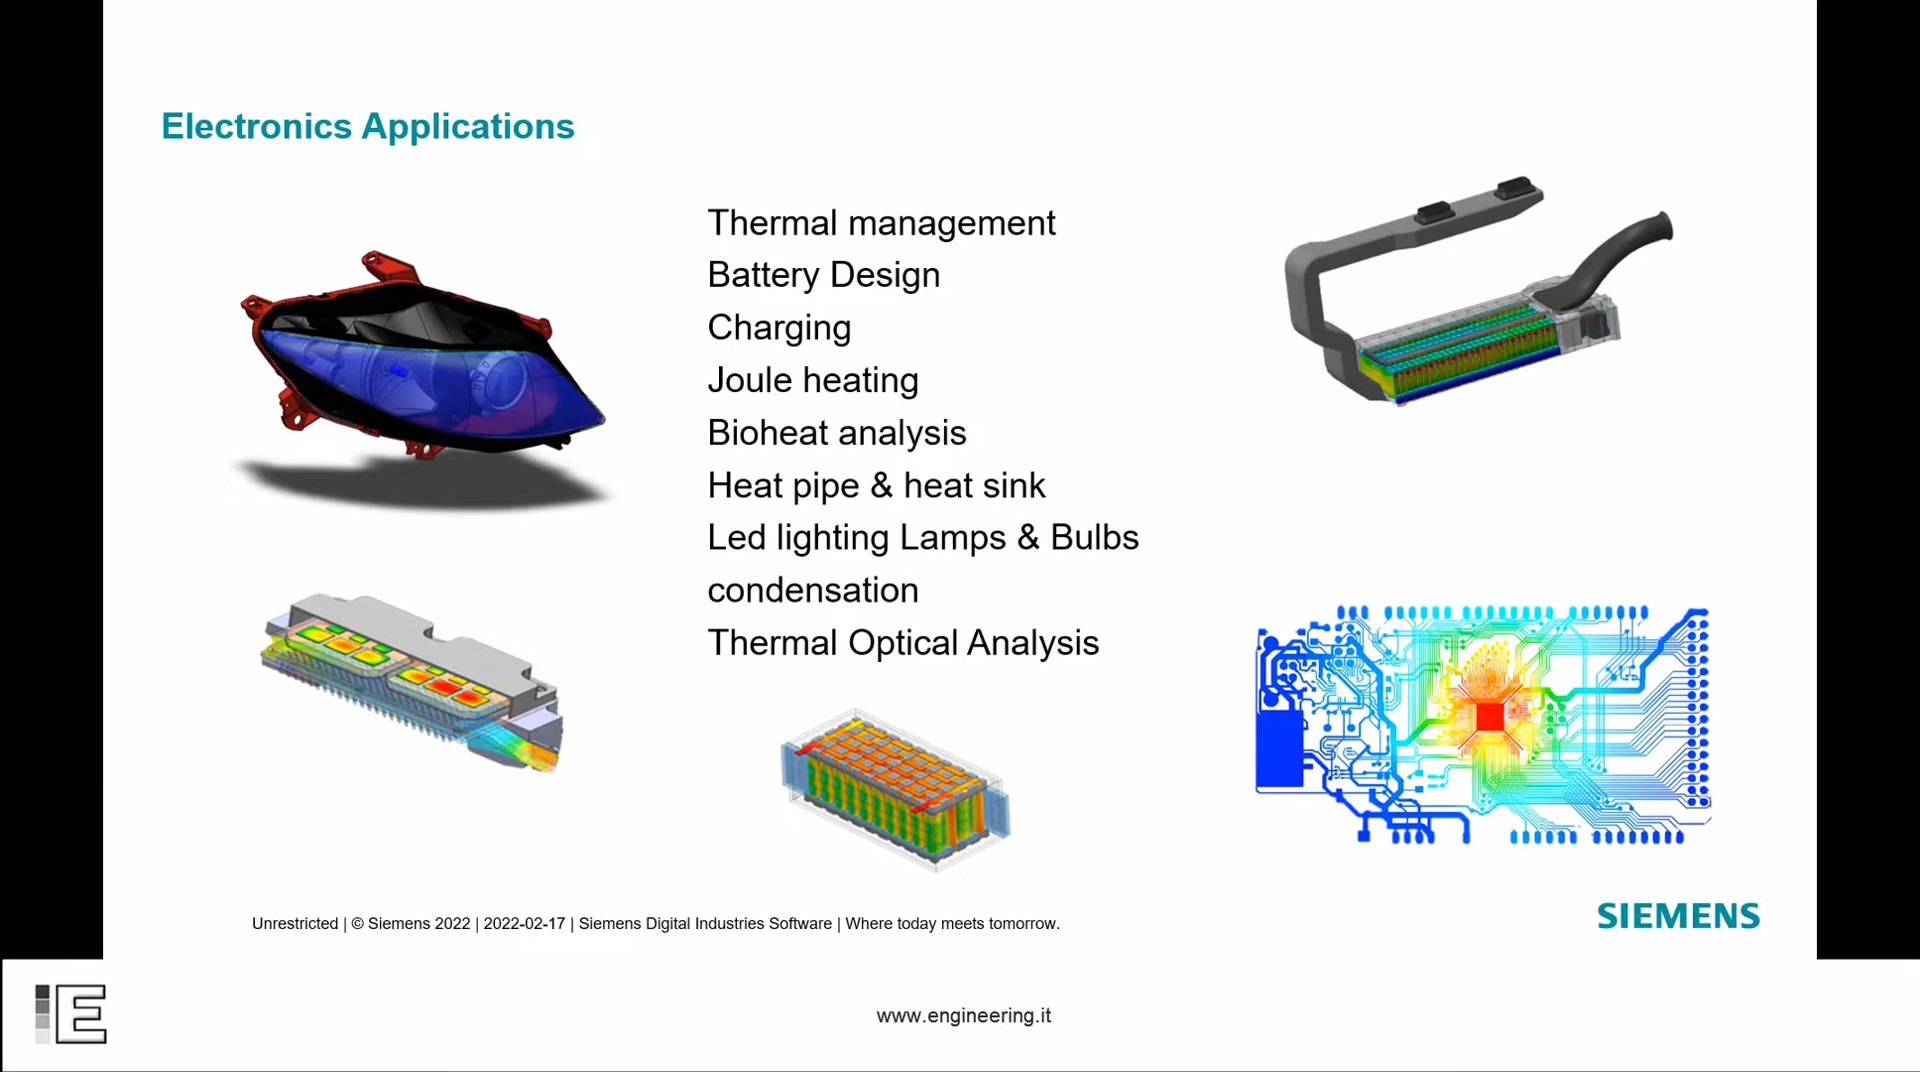 Electronics Applications
Thermal management
Battery Design
Charging
Joule heating
Bioheat analysis
Heat pipe & heat sink
Led lighting Lamps & Bulbs
condensation
Thermal Optical Analysis
Unrestricted | © Siemens 2022 | 2022-02-17 | Siemens Digital Industries Software | Where today meets tomorrow.
SIEMENS
E
www.engineering.it